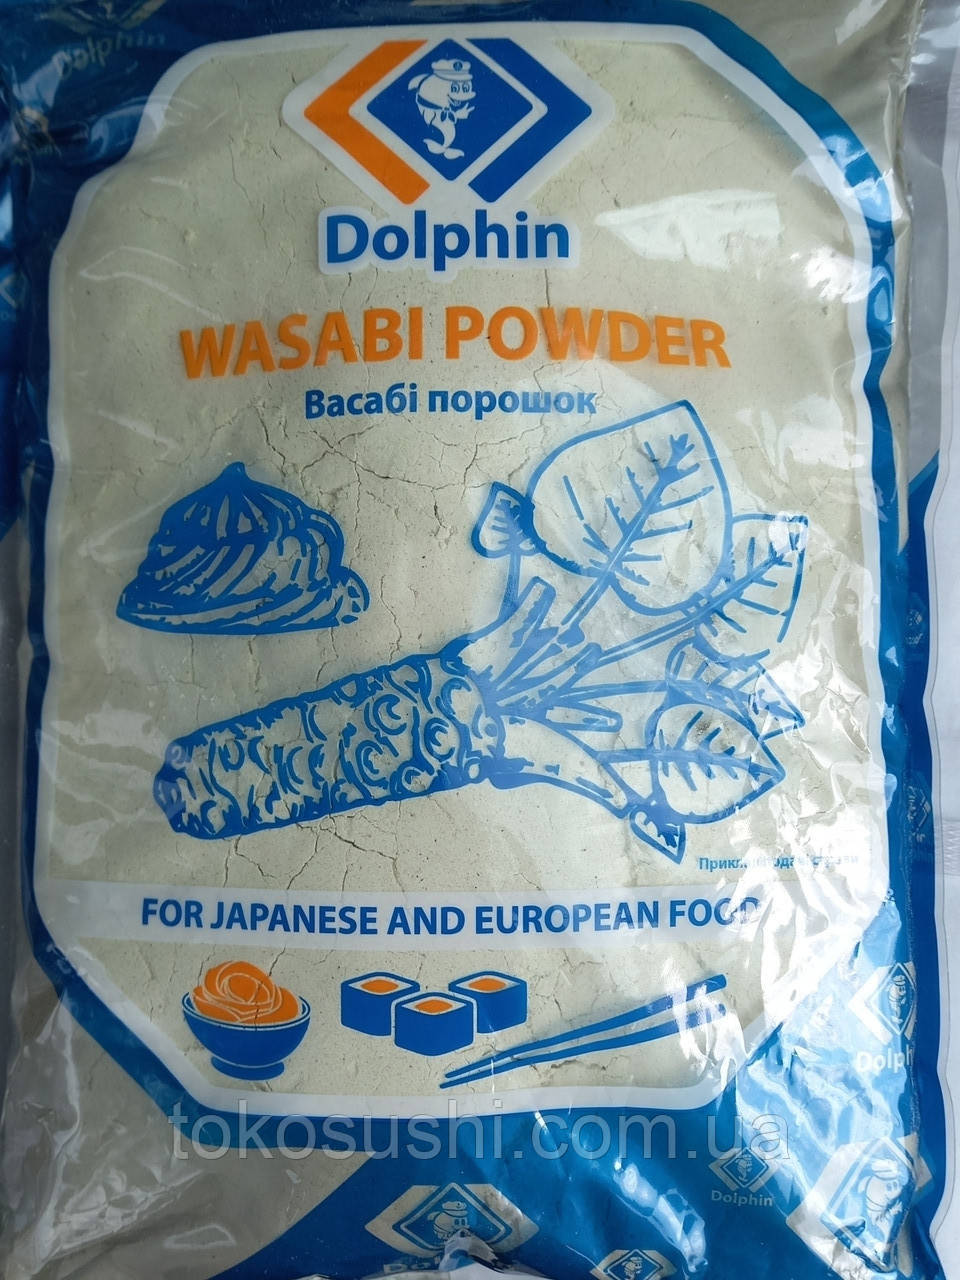 Dolphin
WASABI POWDER
Васабі порошок
FOR JAPANESE AND EUROPEAN FOOD
Dolphin
tokosushi.com.ua
Dolphin